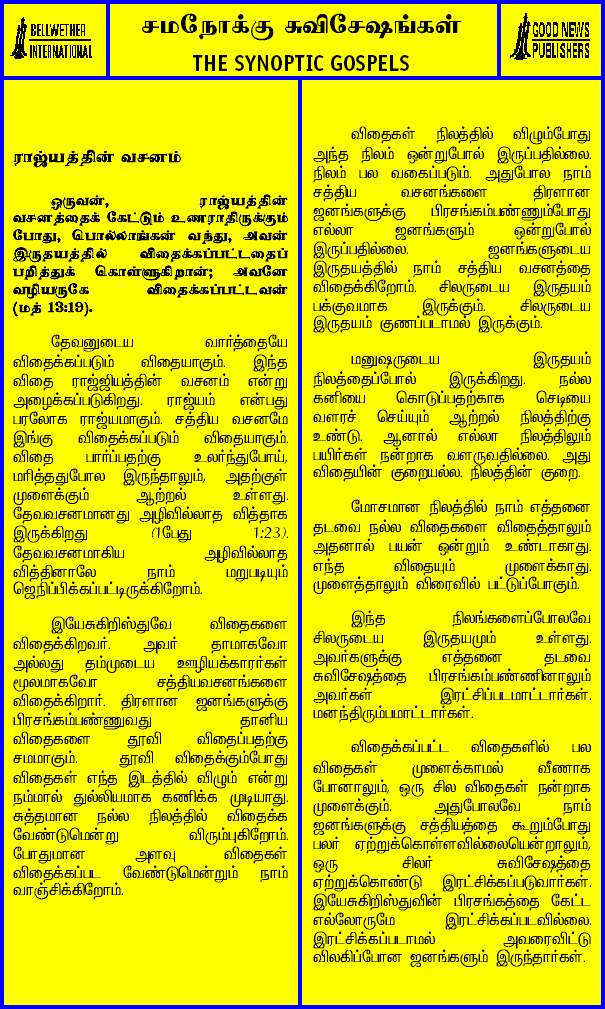 BELLWETHER
INTERNATIONAL
சமநோக்கு சுவிசேஷங்கள்
THE SYNOPTIC GOSPELS
GOOD NEWS
PUBLISHERS
ராஜ்யத்தின் வசனம்
ஒருவன், ராஜ்யத்தின்
வசனத்தைக் கேட்டும் உணராதிருக்கும்
போது, பொல்லாங்கன் வந்து, அவன்
இருதயத்தில் விதைக்கப்பட்டதைப்
பறித்துக் கொள்ளுகிறான்; அவனே
வழியருகே விதைக்கப்பட்டவன்
(மத் 13:19).
தேவனுடைய வார்த்தையே
விதைக்கப்படும் விதையாகும். இந்த
விதை ராஜ்ஜியத்தின் வசனம் என்று
அழைக்கப்படுகிறது. ராஜ்யம் என்பது
பரலோக ராஜ்யமாகும். சத்திய வசனமே
இங்கு விதைக்கப்படும் விதையாகும்.
விதை பார்ப்பதற்கு உலர்ந்துபோய்,
மரித்ததுபோல இருந்தாலும், அதற்குள்
முளைக்கும் ஆற்றல் உள்ளது.
தேவவசனமானது அழிவில்லாத வித்தாக
இருக்கிறது (1பேது 1:23).
தேவவசனமாகிய அழிவில்லாத
வித்தினாலே நாம் மறுபடியும்
ஜெநிப்பிக்கப்பட்டிருக்கிறோம்.
இயேசுகிறிஸ்துவே விதைகளை
விதைக்கிறவர். அவர் தாமாகவோ
அல்லது தம்முடைய ஊழியக்காரர்கள்
மூலமாகவோ சத்தியவசனங்களை
விதைக்கிறார். திரளான ஜனங்களுக்கு
பிரசங்கம்பண்ணுவது தானிய
விதைகளை தூவி விதைப்பதற்கு
சமமாகும். தூவி விதைக்கும்போது
விதைகள் எந்த இடத்தில் விழும் என்று
நம்மால் துல்லியமாக கணிக்க முடியாது.
சுத்தமான நல்ல நிலத்தில் விதைக்க
வேண்டுமென்று விரும்புகிறோம்.
போதுமான அளவு விதைகள்
விதைக்கப்பட வேண்டுமென்றும் நாம்
வாஞ்சிக்கிறோம்.
விதைகள் நிலத்தில் விழும்போது
அந்த நிலம் ஒன்றுபோல் இருப்பதில்லை.
நிலம் பல வகைப்படும். அதுபோல நாம்
சத்திய வசனங்களை திரளான
ஜனங்களுக்கு பிரசங்கம்பண்ணும்போது
எல்லா ஜனங்களும் ஒன்றுபோல்
இருப்பதில்லை. ஜனங்களுடைய
இருதயத்தில் நாம் சத்திய வசனத்தை
விதைக்கிறோம். சிலருடைய இருதயம்
பக்குவமாக இருக்கும். சிலருடைய
இருதயம் குணப்படாமல் இருக்கும்.
மனுஷருடைய இருதயம்
நிலத்தைப்போல் இருக்கிறது. நல்ல
கனியை கொடுப்பதற்காக செடியை
வளரச் செய்யும் ஆற்றல் நிலத்திற்கு
உண்டு. ஆனால் எல்லா நிலத்திலும்
பயிர்கள் நன்றாக வளருவதில்லை. அது
விதையின் குறையல்ல. நிலத்தின் குறை.
மோசமான நிலத்தில் நாம் எத்தனை
தடவை நல்ல விதைகளை விதைத்தாலும்
அதனால் பயன் ஒன்றும் உண்டாகாது.
எந்த விதையும் முளைக்காது.
முளைத்தாலும் விரைவில் பட்டுப்போகும்.
இந்த நிலங்களைப்போலவே
சிலருடைய இருதயமும் உள்ளது.
அவர்களுக்கு எத்தனை தடவை
சுவிசேஷத்தை பிரசங்கம்பண்ணினாலும்
அவர்கள் இரட்சிப்படமாட்டார்கள்.
மனந்திரும்பமாட்டார்கள்.
விதைக்கப்பட்ட விதைகளில் பல
விதைகள் முளைக்காமல் வீணாக
போனாலும், ஒரு சில விதைகள் நன்றாக
முளைக்கும். அதுபோலவே நாம்
ஜனங்களுக்கு சத்தியத்தை கூறும்போது
பலர் ஏற்றுக்கொள்ளவில்லையென்றாலும்,
ஒரு சிலர் சுவிசேஷத்தை
ஏற்றுக்கொண்டு இரட்சிக்கப்படுவார்கள்.
இயேசுகிறிஸ்துவின் பிரசங்கத்தை கேட்ட
எல்லோருமே இரட்சிக்கப்படவில்லை.
இரட்சிக்கப்படாமல் அவரைவிட்டு
விலகிப்போன ஜனங்களும் இருந்தார்கள்.